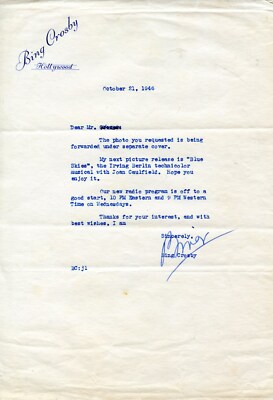 Bing Crosby
Hollywood
October 21, 1946
Dear Mr.
The photo you requested is being
forwarded under separate cover.
My next picture release is "Blue
Skies", the Irving Berlin technicolor
musical with Joan Caulfield. Hope you
enjoy it.
Our new radio program is off to a
good start, 10 PM Eastern and 9 PM Western
Time on Wednesdays.
Thanks for your interest, and with
best wishes, I am
Sincerely,
Bing
Bing Crosby
BC:jl